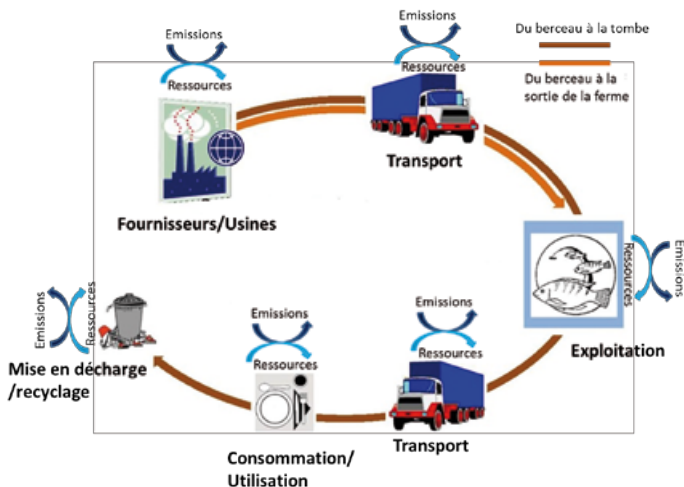 Emissions
Ressources
Fournisseurs/Usines
Emissions
Ressources
Transport
Du berceau à la tombe
Du berceau à la
sortie de la ferme
Emissions
Ressources
Exploitation
Emissions
Ressources
Transport
Emissions
Ressources
Consommation/
Utilisation
Emissions
Ressources
Mise en décharge
/recyclage